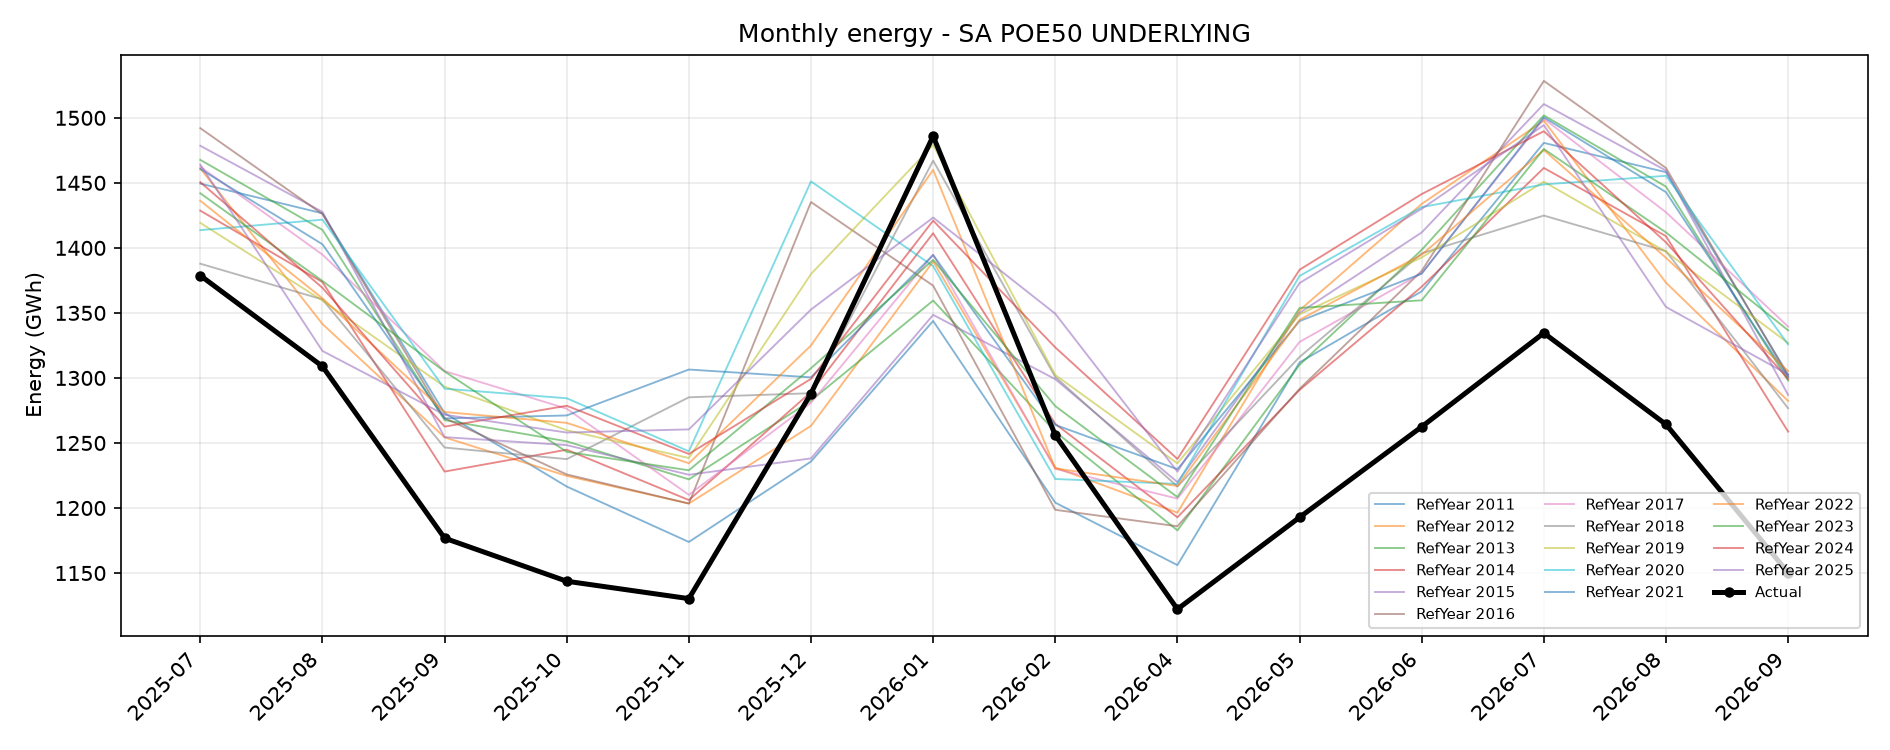 Monthly energy - SA POE50 UNDERLYING
Energy (GWh)
1500
1450
1400
1350
1300
1250
1200
1150
2025-07
2025-08
2025-09
2025-10
2025-11
2025-12
2026-01
2026-02
2026-04
2026-05
2026-06
2026-07
2026-08
2026-09
RefYear 2011
RefYear 2012
RefYear 2013
RefYear 2014
RefYear 2015
RefYear 2016
RefYear 2017
RefYear 2018
RefYear 2019
RefYear 2020
RefYear 2021
RefYear 2022
RefYear 2023
RefYear 2024
RefYear 2025
Actual